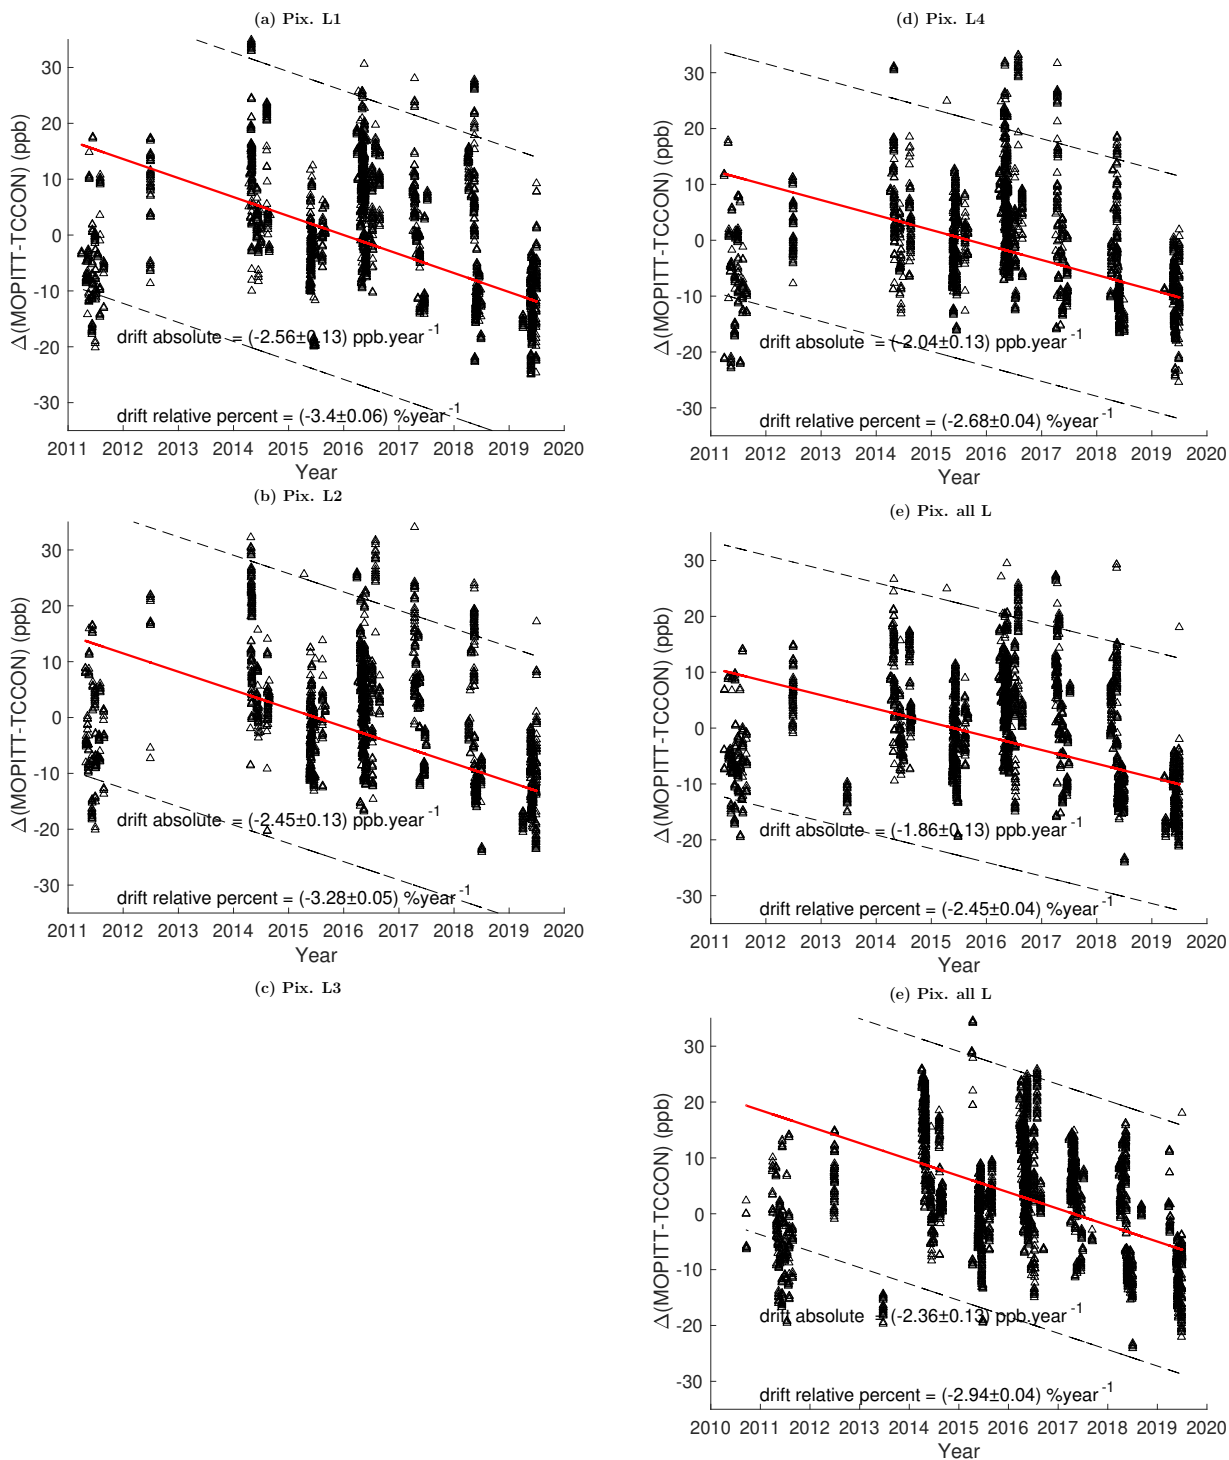 (a) Pix. L1
Δ(MOPITT-TCCON) (ppb)
30
20
10
0
-10
-20
-30
drift absolute = (-2.56±0.13) ppb.year-1
drift relative percent = (-3.4±0.06) %year-1
2011 2012 2013 2014 2015 2016 2017 2018 2019 2020
Year
(b) Pix. L2
Δ(MOPITT-TCCON) (ppb)
30
20
10
0
-10
-20
-30
drift absolute = (-2.45±0.13) ppb.year-1
drift relative percent = (-3.28±0.05) %year-1
2011 2012 2013 2014 2015 2016 2017 2018 2019 2020
Year
(c) Pix. L3
(d) Pix. L4
Δ(MOPITT-TCCON) (ppb)
30
20
10
0
-10
-20
-30
drift absolute = (-2.04±0.13) ppb.year-1
drift relative percent = (-2.68±0.04) %year-1
2011 2012 2013 2014 2015 2016 2017 2018 2019 2020
Year
(e) Pix. all L
Δ(MOPITT-TCCON) (ppb)
30
20
10
0
-10
-20
-30
drift absolute = (-1.86±0.13) ppb.year-1
drift relative percent = (-2.45±0.04) %year-1
2011 2012 2013 2014 2015 2016 2017 2018 2019 2020
Year
(e) Pix. all L
Δ(MOPITT-TCCON) (ppb)
30
20
10
0
-10
-20
-30
drift absolute = (-2.36±0.13) ppb.year-1
drift relative percent = (-2.94±0.04) %year-1
2010 2011 2012 2013 2014 2015 2016 2017 2018 2019 2020
Year